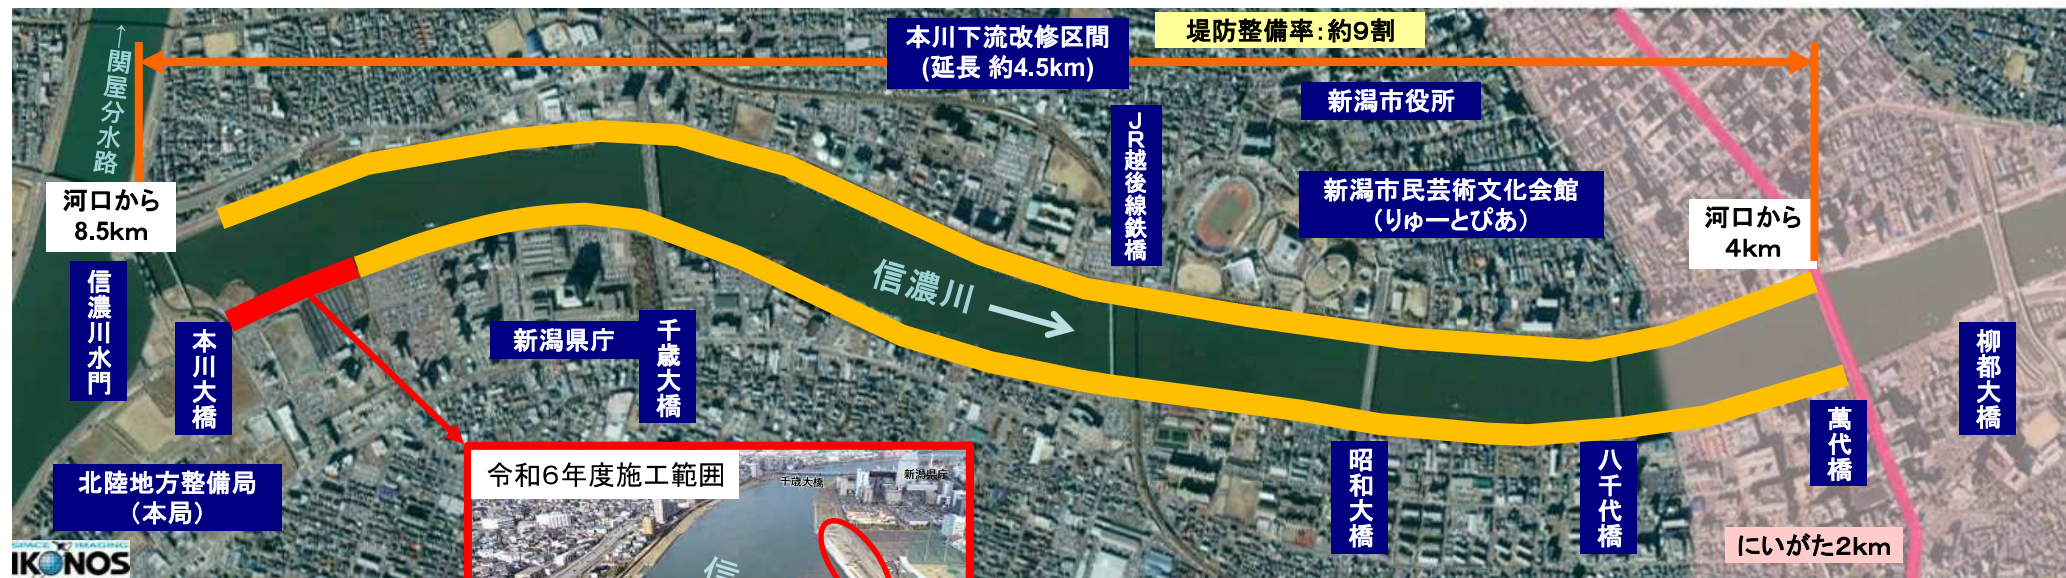 本川下流改修区間
(延長 約4.5km)
堤防整備率：約9割
←関屋分水路
新潟市役所
JR越後線鉄橋
新潟市民芸術文化会館
（りゅーとぴあ）
河口から
8.5km
河口から
4km
信濃川水門
本川大橋
信濃川→
新潟県庁
千歳大橋
柳都大橋
萬代橋
昭和大橋
八千代橋
北陸地方整備局
（本局）
令和6年度施工範囲
千歳大橋
新潟県庁
信
にいがた2km
SPACE IMAGING
IKONOS